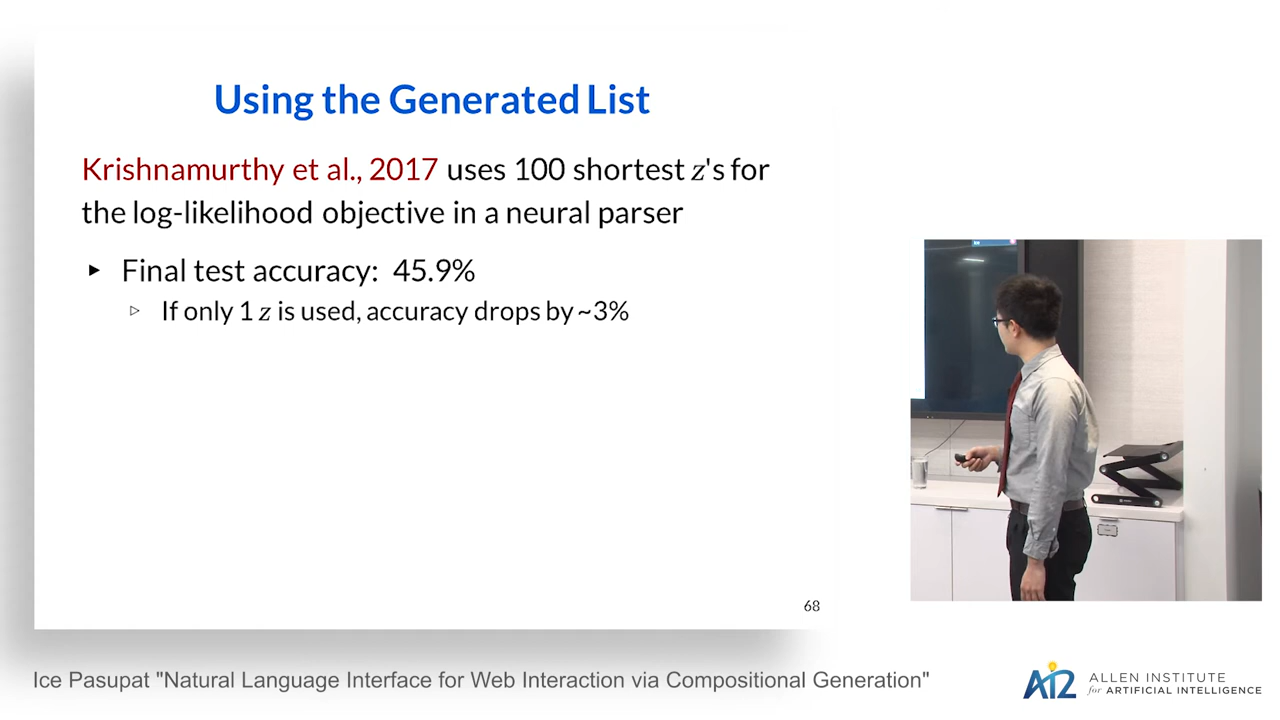 Using the Generated List
Krishnamurthy et al., 2017 uses 100 shortest z's for
the log-likelihood objective in a neural parser
▸ Final test accuracy: 45.9%
▹ If only 1 z is used, accuracy drops by ~3%
68
Ice Pasupat "Natural Language Interface for Web Interaction via Compositional Generation"
AI2
ALLEN INSTITUTE
for ARTIFICIAL INTELLIGENCE